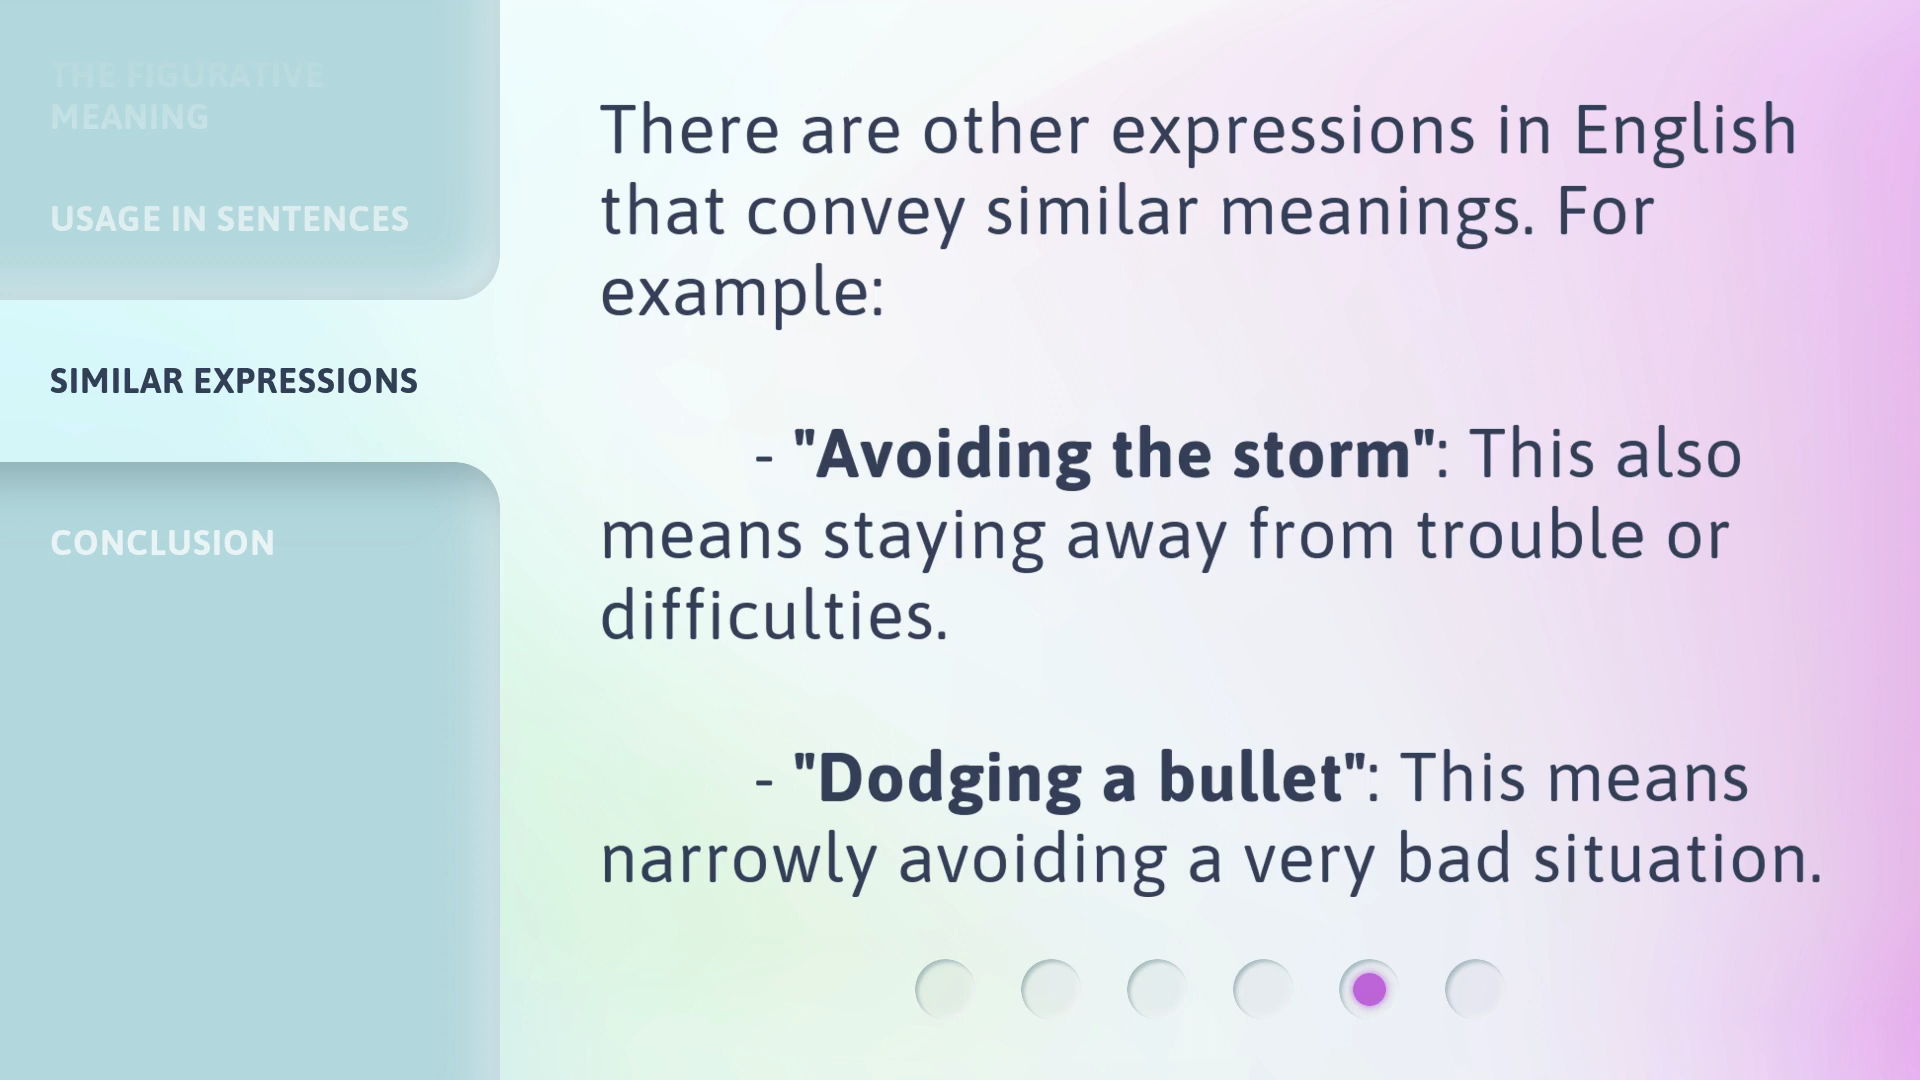 THE FIGURATIVE
MEANING
USAGE IN SENTENCES
SIMILAR EXPRESSIONS
CONCLUSION
There are other expressions in English
that convey similar meanings. For
example:
- "Avoiding the storm": This also
means staying away from trouble or
difficulties.
- "Dodging a bullet": This means
narrowly avoiding a very bad situation.